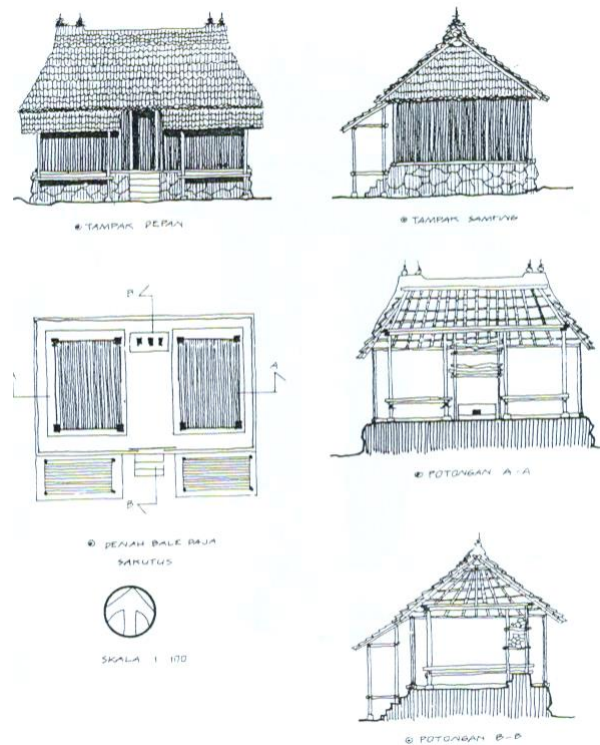 TAMPAK DEPAN
TAMPAK SAMPING
B
A
B
POTONGAN A-A
DENAH BALE DAJA
SAKUTUS
SKALA 1 100
POTONGAN B-B